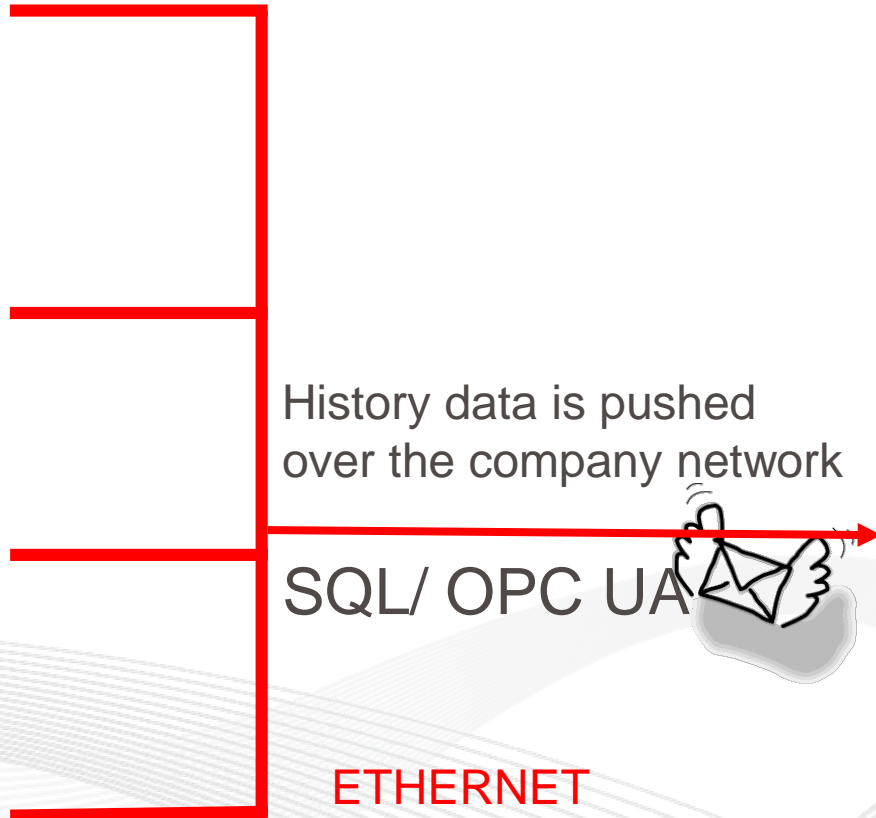 History data is pushed
over the company network
SQL/ OPC UA
ETHERNET